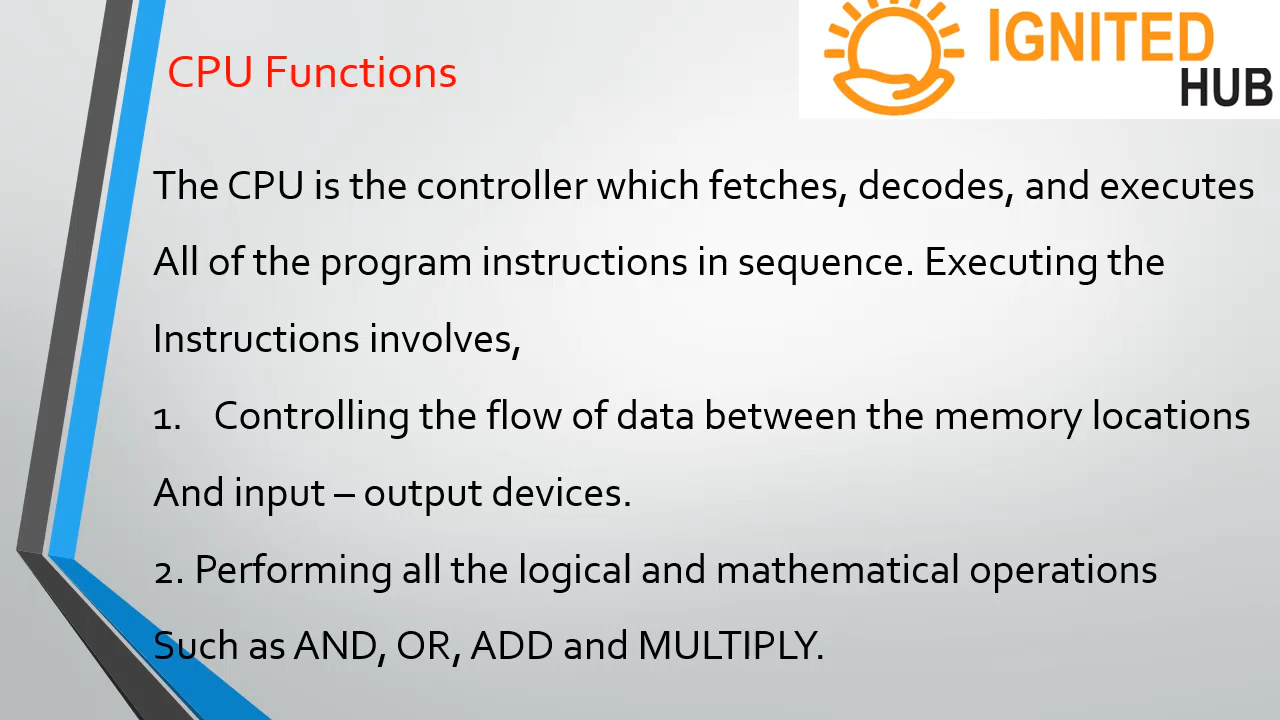 IGNITED
HUB
CPU Functions
The CPU is the controller which fetches, decodes, and executes
All of the program instructions in sequence. Executing the
Instructions involves,
1. Controlling the flow of data between the memory locations
And input – output devices.
2. Performing all the logical and mathematical operations
Such as AND, OR, ADD and MULTIPLY.